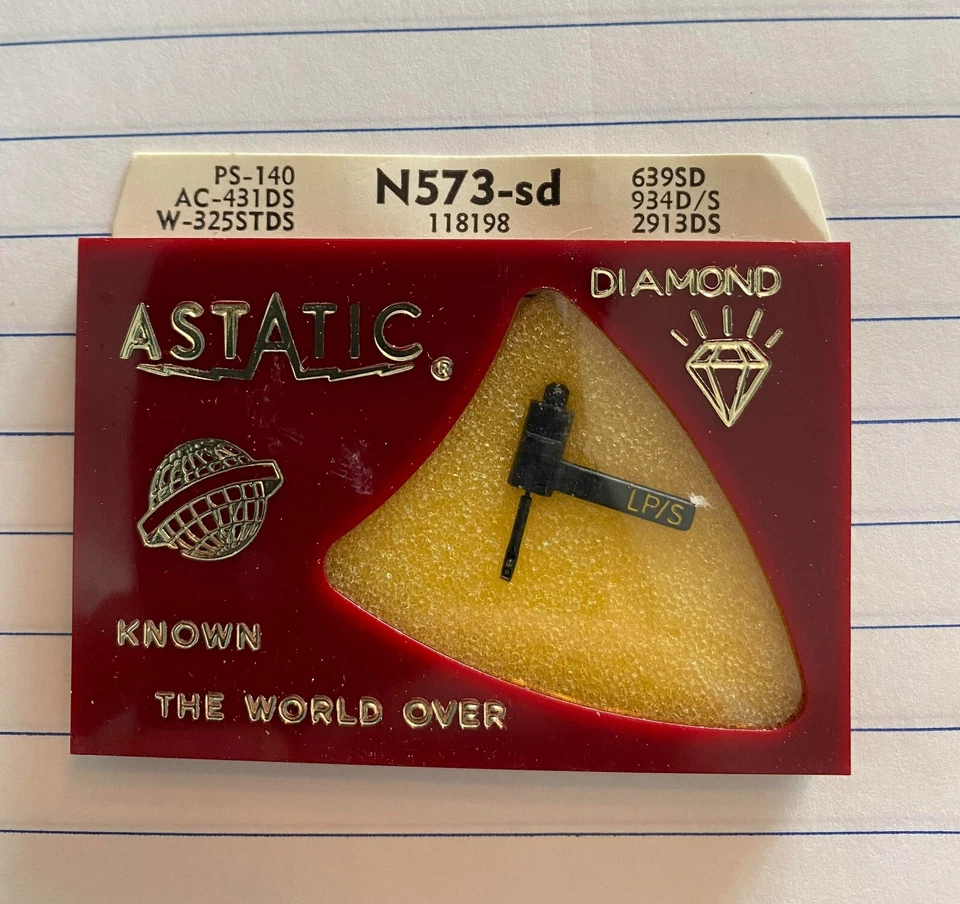 PS-140
AC-431DS
W-325STDS
N573-sd
118198
639SD
934D/S
2913DS
DIAMOND
ASTATIC®
LP/S
KNOWN
THE WORLD OVER